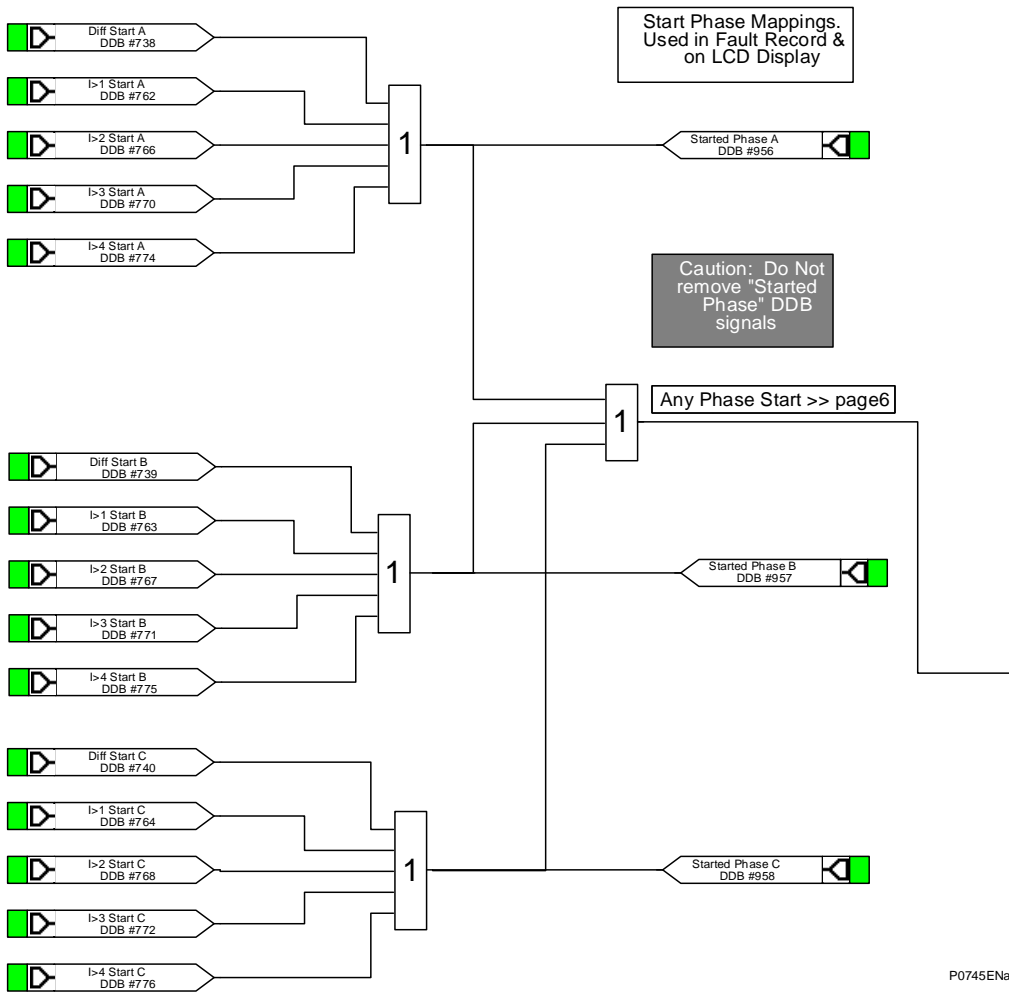 Diff Start A
DDB #738
I>1 Start A
DDB #762
I>2 Start A
DDB #766
I>3 Start A
DDB #770
I>4 Start A
DDB #774
1
Start Phase Mappings.
Used in Fault Record &
on LCD Display
Started Phase A
DDB #956
Caution: Do Not
remove "Started
Phase" DDB
signals
1
Any Phase Start >> page6
Diff Start B
DDB #739
I>1 Start B
DDB #763
I>2 Start B
DDB #767
I>3 Start B
DDB #771
I>4 Start B
DDB #775
1
Started Phase B
DDB #957
Diff Start C
DDB #740
I>1 Start C
DDB #764
I>2 Start C
DDB #768
I>3 Start C
DDB #772
I>4 Start C
DDB #776
1
Started Phase C
DDB #958
P0745ENa